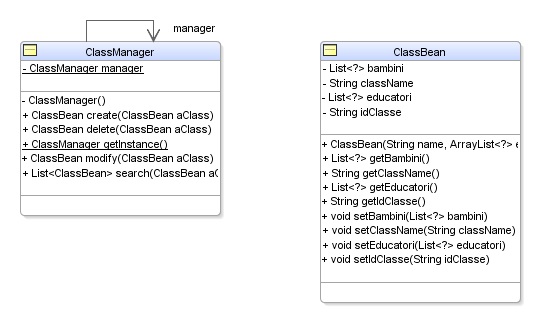 manager
ClassManager
- ClassManager manager
- ClassManager()
+ ClassBean create(ClassBean aClass)
+ ClassBean delete(ClassBean aClass)
+ ClassManager getInstance()
+ ClassBean modify(ClassBean aClass)
+ List<ClassBean> search(ClassBean aC
ClassBean
- List<?> bambini
- String className
- List<?> educatori
- String idClasse
+ ClassBean(String name, ArrayList<?> e
+ List<?> getBambini()
+ String getClassName()
+ List<?> getEducatori()
+ String getIdClasse()
+ void setBambini(List<?> bambini)
+ void setClassName(String className)
+ void setEducatori(List<?> educatori)
+ void setIdClasse(String idClasse)